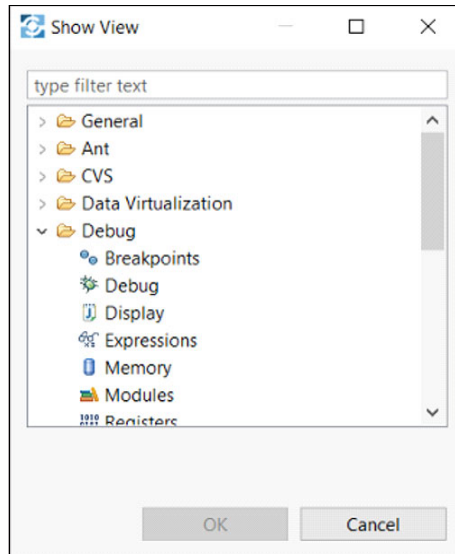 Show View
type filter text
General
Ant
CVS
Data Virtualization
Debug
Breakpoints
Debug
Display
Expressions
Memory
Modules
Registers
OK
Cancel